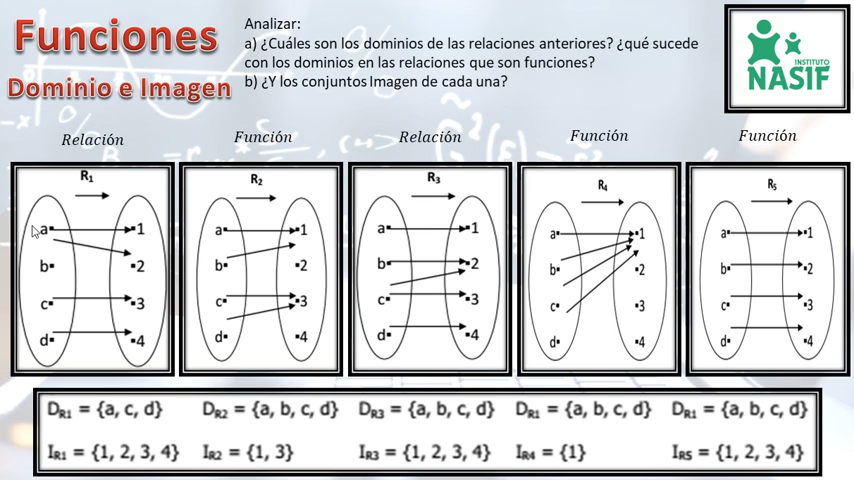 Funciones
Dominio e Imagen
Analizar:
a) ¿Cuáles son los dominios de las relaciones anteriores? ¿qué sucede
con los dominios en las relaciones que son funciones?
b) ¿Y los conjuntos Imagen de cada una?
INSTITUTO
NASIF
Relación
Función
Relación
Función
Función
R1
a 1
b 2
c 3
d 4
R2
a 1
b 2
c 3
d 4
R3
a 1
b 2
c 3
d 4
R4
a 1
b 2
c 3
d 4
R5
a 1
b 2
c 3
d 4
DR1 = {a, c, d} DR2 = {a, b, c, d} DR3 = {a, b, c, d} DR1 = {a, b, c, d} DR1 = {a, b, c, d}
IR1 = {1, 2, 3, 4} IR2 = {1, 3} IR3 = {1, 2, 3, 4} IR4 = {1} IR5 = {1, 2, 3, 4}